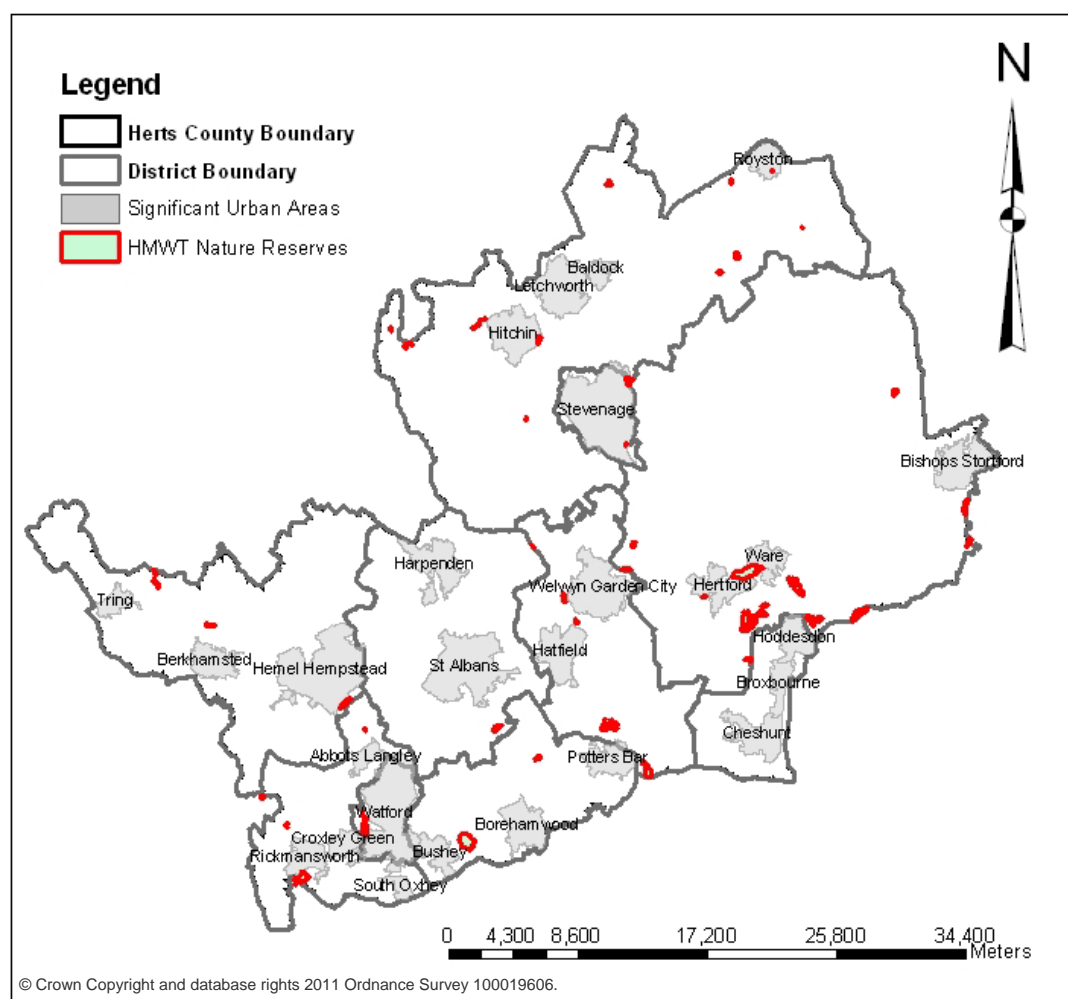 N
Legend
Herts County Boundary
District Boundary
Significant Urban Areas
HMWT Nature Reserves
Royston
Baldock
Letchworth
Hitchin
Stevenage
Bishops Stortford
Harpenden
Ware
Welwyn Garden City
Hertford
Tring
Hoddesdon
Berkhamsted
Hemel Hempstead
St Albans
Hatfield
Broxbourne
Cheshunt
Abbots Langley
Potters Bar
Watford
Borehamwood
Croxley Green
Bushey
Rickmansworth
South Oxhey
0 4,300 8,600 17,200 25,800 34,400
Meters
© Crown Copyright and database rights 2011 Ordnance Survey 100019606.